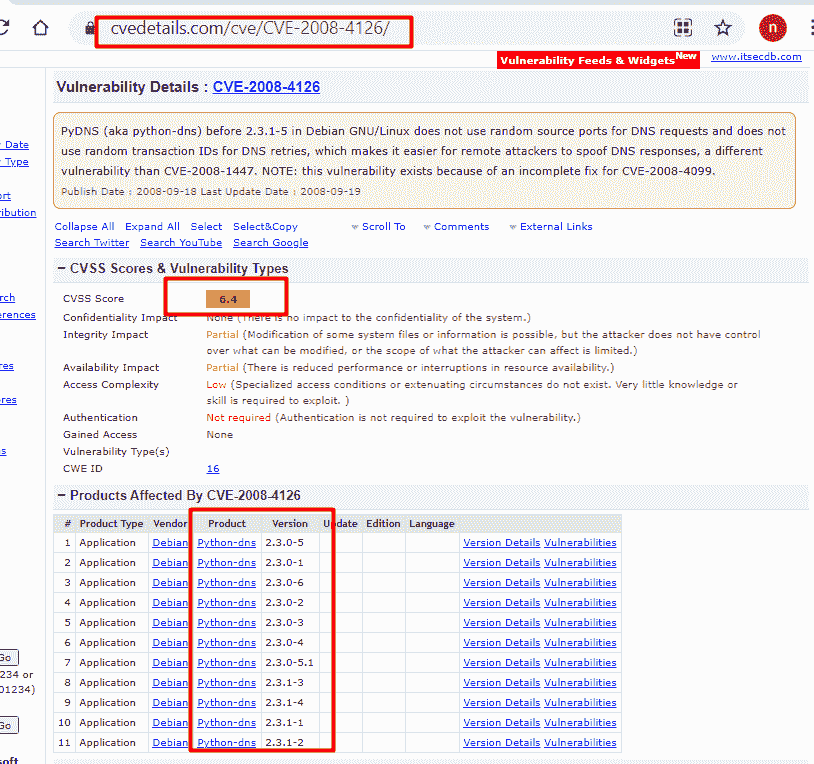 cvedetails.com/cve/CVE-2008-4126/
n
Vulnerability Feeds & Widgets New www.itsecdb.com
Vulnerability Details : CVE-2008-4126
PyDNS (aka python-dns) before 2.3.1-5 in Debian GNU/Linux does not use random source ports for DNS requests and does not
use random transaction IDs for DNS retries, which makes it easier for remote attackers to spoof DNS responses, a different
vulnerability than CVE-2008-1447. NOTE: this vulnerability exists because of an incomplete fix for CVE-2008-4099.
Publish Date : 2008-09-18 Last Update Date : 2008-09-19
Date
Type
ort
ribution
rch
erences
res
res
s
Go
234 or
01234)
Go
soft
Collapse All Expand All Select Select&Copy Scroll To Comments External Links
Search Twitter Search YouTube Search Google
− CVSS Scores & Vulnerability Types
CVSS Score 6.4
Confidentiality Impact None (There is no impact to the confidentiality of the system.)
Integrity Impact Partial (Modification of some system files or information is possible, but the attacker does not have control
over what can be modified, or the scope of what the attacker can affect is limited.)
Availability Impact Partial (There is reduced performance or interruptions in resource availability.)
Access Complexity Low (Specialized access conditions or extenuating circumstances do not exist. Very little knowledge or
skill is required to exploit. )
Authentication Not required (Authentication is not required to exploit the vulnerability.)
Gained Access None
Vulnerability Type(s)
CWE ID 16
− Products Affected By CVE-2008-4126
# Product Type Vendor Product Version Update Edition Language
1 Application Debian Python-dns 2.3.0-5 Version Details Vulnerabilities
2 Application Debian Python-dns 2.3.0-1 Version Details Vulnerabilities
3 Application Debian Python-dns 2.3.0-6 Version Details Vulnerabilities
4 Application Debian Python-dns 2.3.0-2 Version Details Vulnerabilities
5 Application Debian Python-dns 2.3.0-3 Version Details Vulnerabilities
6 Application Debian Python-dns 2.3.0-4 Version Details Vulnerabilities
7 Application Debian Python-dns 2.3.0-5.1 Version Details Vulnerabilities
8 Application Debian Python-dns 2.3.1-3 Version Details Vulnerabilities
9 Application Debian Python-dns 2.3.1-4 Version Details Vulnerabilities
10 Application Debian Python-dns 2.3.1-1 Version Details Vulnerabilities
11 Application Debian Python-dns 2.3.1-2 Version Details Vulnerabilities